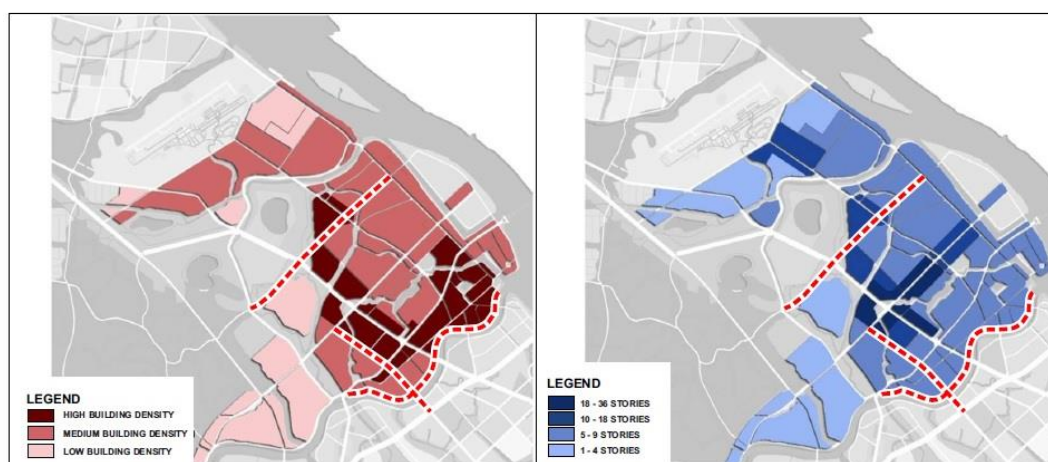 LEGEND
HIGH BUILDING DENSITY
MEDIUM BUILDING DENSITY
LOW BUILDING DENSITY
LEGEND
18 - 36 STORIES
10 - 18 STORIES
5 - 9 STORIES
1 - 4 STORIES